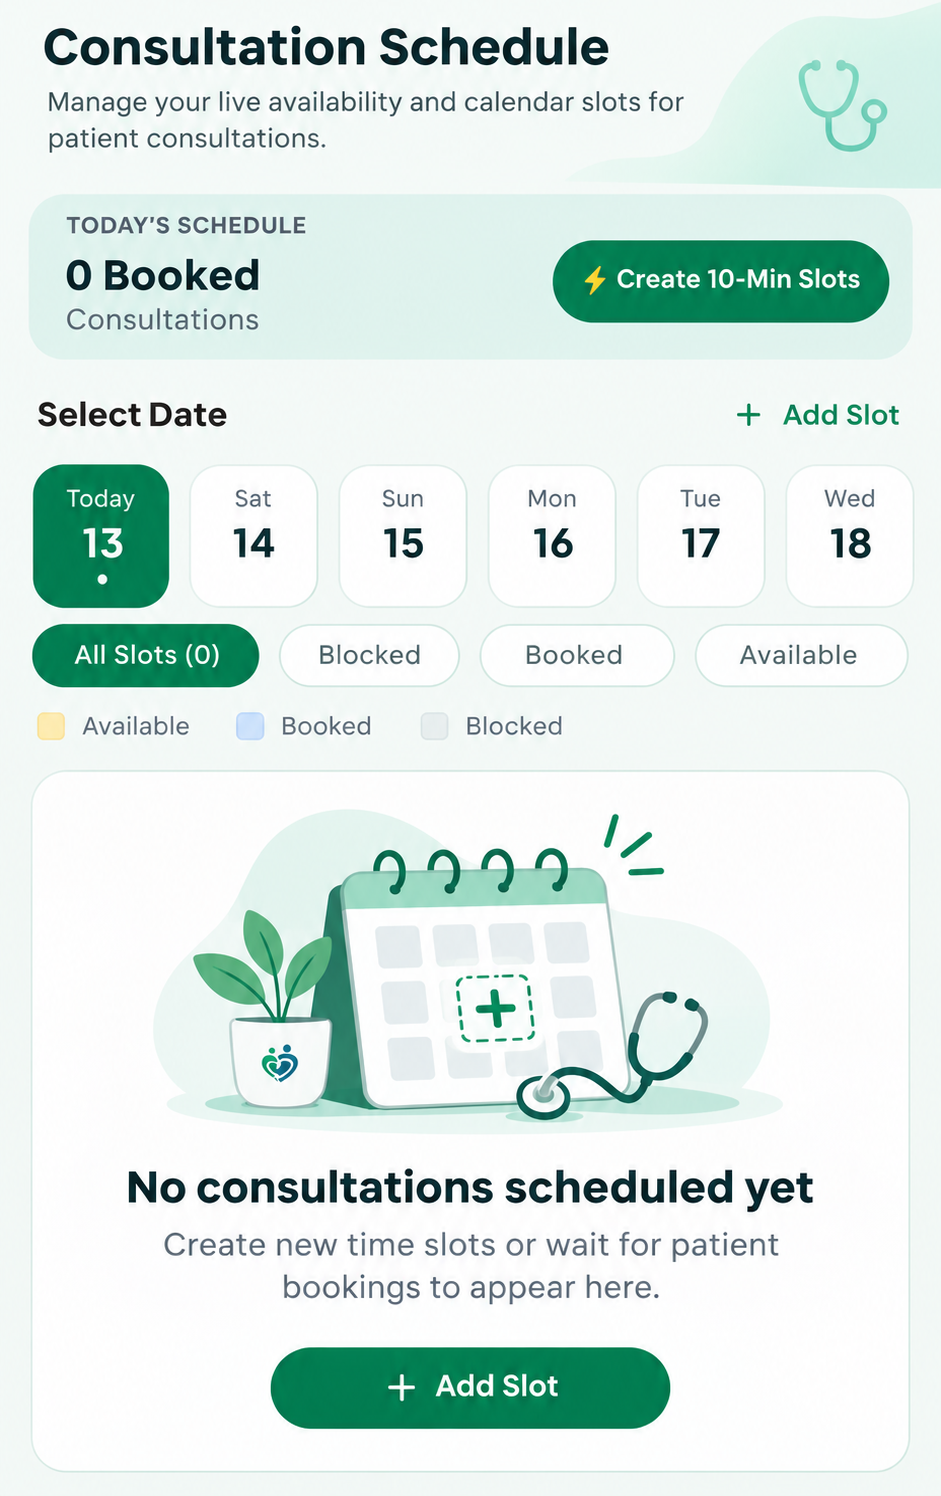 Consultation Schedule
Manage your live availability and calendar slots for
patient consultations.
TODAY'S SCHEDULE
0 Booked
Consultations
⚡ Create 10-Min Slots
Select Date
+ Add Slot
Today
13
Sat
14
Sun
15
Mon
16
Tue
17
Wed
18
All Slots (0)
Blocked
Booked
Available
Available
Booked
Blocked
No consultations scheduled yet
Create new time slots or wait for patient
bookings to appear here.
+ Add Slot